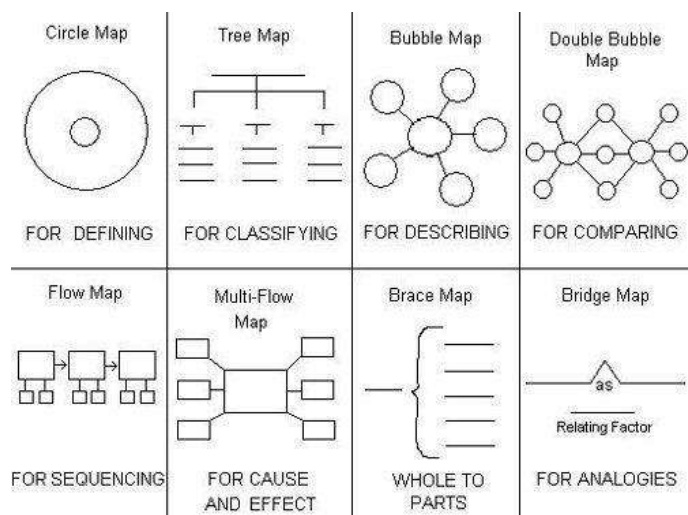 Circle Map
FOR DEFINING
Tree Map
FOR CLASSIFYING
Bubble Map
FOR DESCRIBING
Double Bubble
Map
FOR COMPARING
Flow Map
FOR SEQUENCING
Multi-Flow
Map
FOR CAUSE
AND EFFECT
Brace Map
WHOLE TO
PARTS
Bridge Map
as
Relating Factor
FOR ANALOGIES